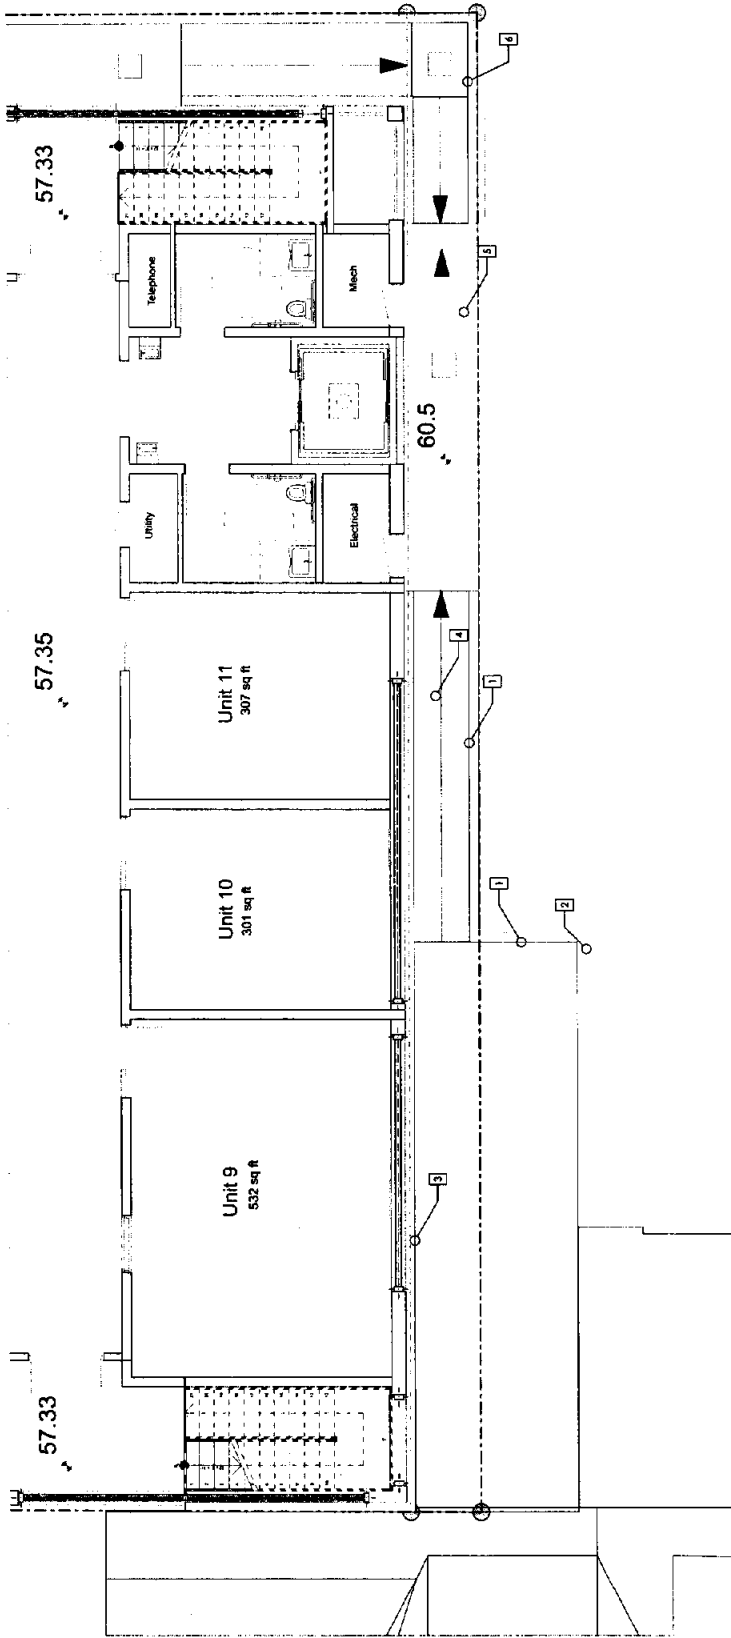 57.33
57.35
57.33
60.5
Telephone
Mech
Utility
Electrical
Unit 11
307 sq ft
Unit 10
301 sq ft
Unit 9
532 sq ft
6
5
4
1
1
2
3